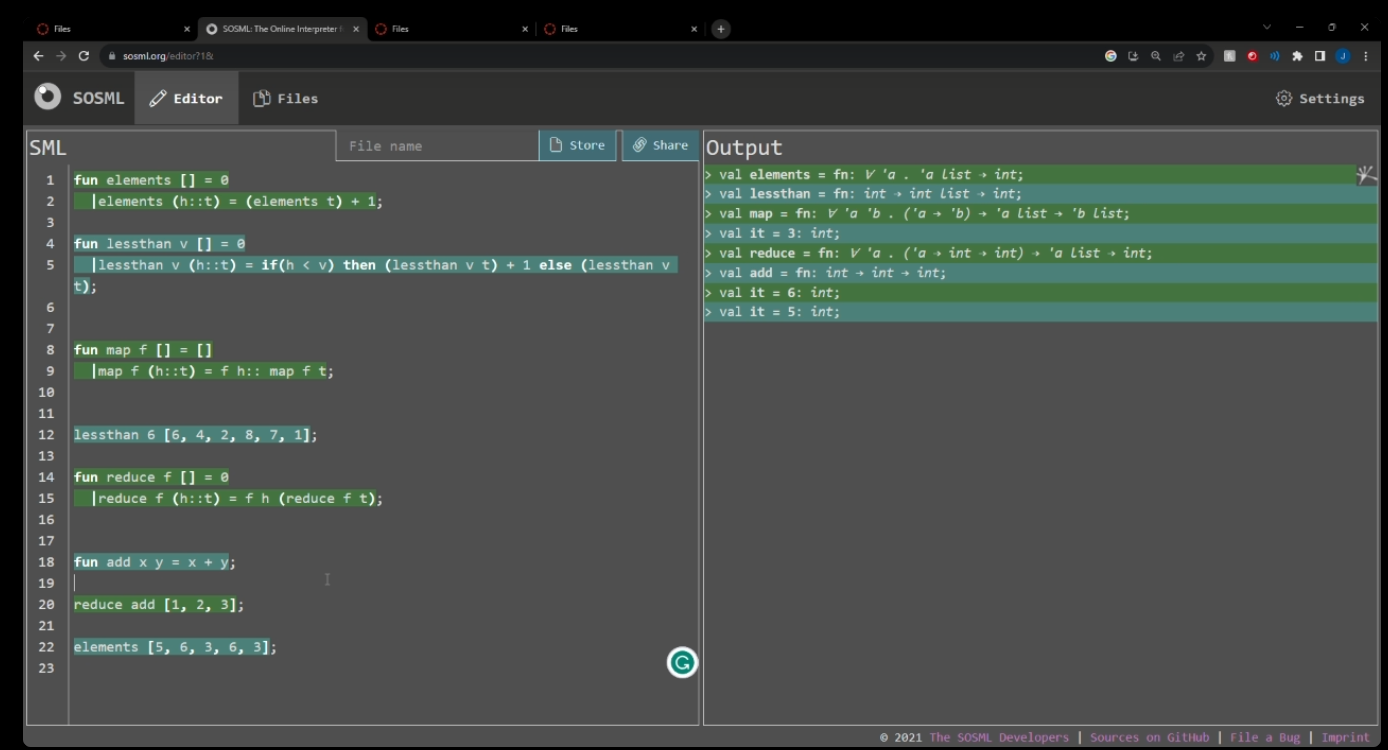 Files
SOSML: The Online Interpreter f
Files
Files
sosml.org/editor?18
SOSML
Editor
Files
Settings
SML
File name
Store
Share
1 fun elements [] = 0
2 |elements (h::t) = (elements t) + 1;
3
4 fun lessthan v [] = 0
5 |lessthan v (h::t) = if(h < v) then (lessthan v t) + 1 else (lessthan v
t);
6
7
8 fun map f [] = []
9 |map f (h::t) = f h:: map f t;
10
11
12 lessthan 6 [6, 4, 2, 8, 7, 1];
13
14 fun reduce f [] = 0
15 |reduce f (h::t) = f h (reduce f t);
16
17
18 fun add x y = x + y;
19
20 reduce add [1, 2, 3];
21
22 elements [5, 6, 3, 6, 3];
23
Output
> val elements = fn: ∀ 'a . 'a list → int;
> val lessthan = fn: int → int list → int;
> val map = fn: ∀ 'a 'b . ('a → 'b) → 'a list → 'b list;
> val it = 3: int;
> val reduce = fn: ∀ 'a . ('a → int → int) → 'a list → int;
> val add = fn: int → int → int;
> val it = 6: int;
> val it = 5: int;
© 2021 The SOSML Developers | Sources on GitHub | File a Bug | Imprint